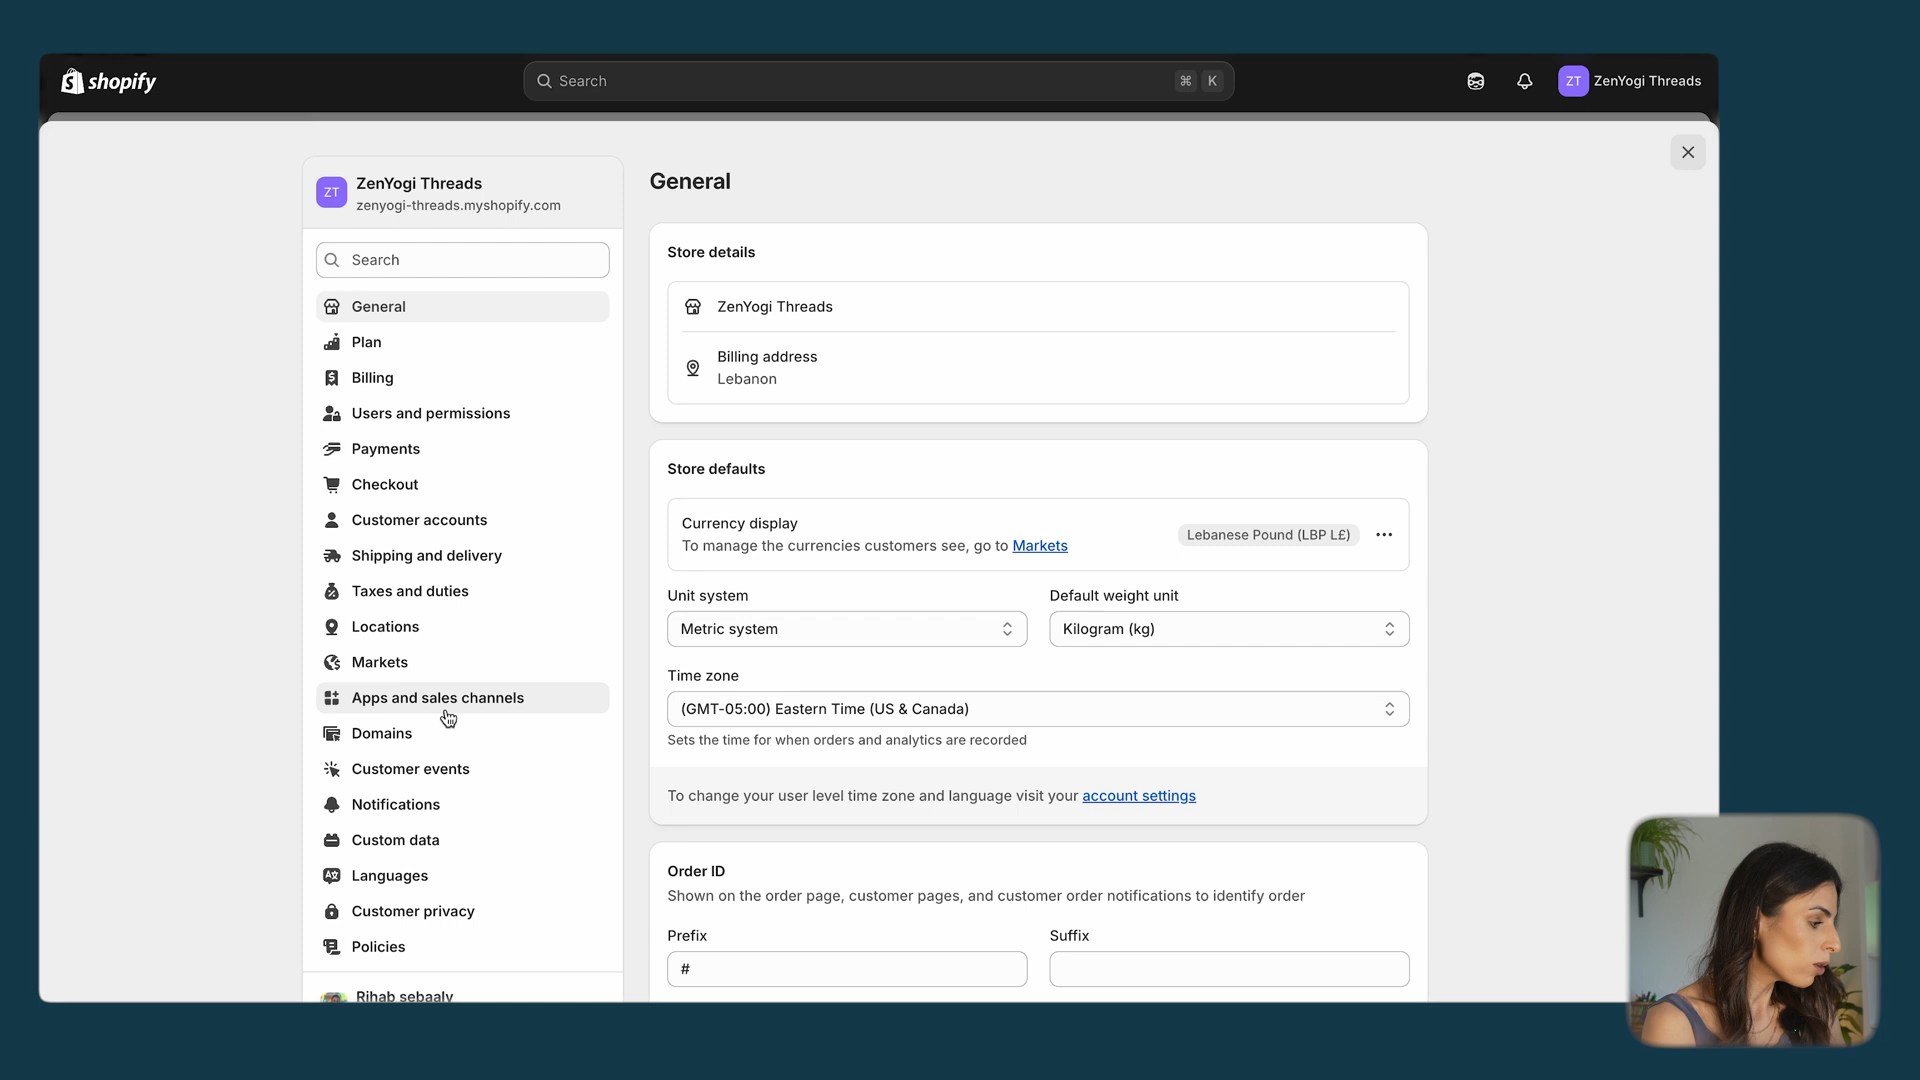 shopify
Search
⌘ K
ZT ZenYogi Threads
ZT
ZenYogi Threads
zenyogi-threads.myshopify.com
Search
General
Plan
Billing
Users and permissions
Payments
Checkout
Customer accounts
Shipping and delivery
Taxes and duties
Locations
Markets
Apps and sales channels
Domains
Customer events
Notifications
Custom data
Languages
Customer privacy
Policies
Rihab sebaaly
General
Store details
ZenYogi Threads
Billing address
Lebanon
Store defaults
Currency display
To manage the currencies customers see, go to Markets
Lebanese Pound (LBP L£)
Unit system
Default weight unit
Metric system
Kilogram (kg)
Time zone
(GMT-05:00) Eastern Time (US & Canada)
Sets the time for when orders and analytics are recorded
To change your user level time zone and language visit your account settings
Order ID
Shown on the order page, customer pages, and customer order notifications to identify order
Prefix
Suffix
#